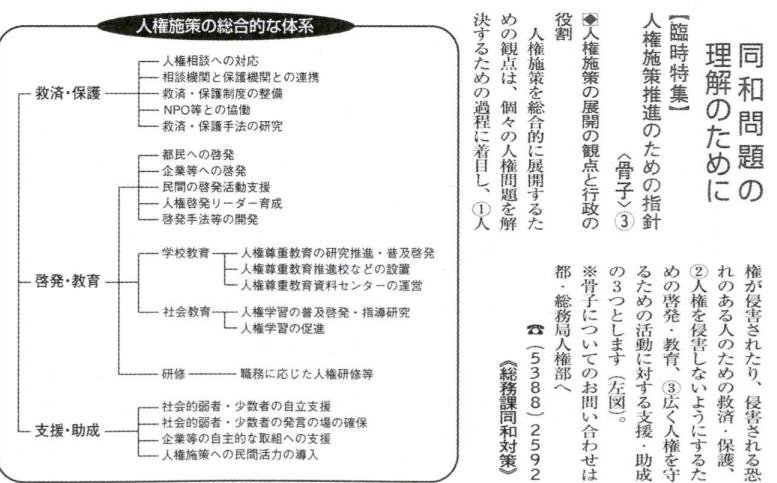 同和問題の
理解のために
【臨時特集】
人権施策推進のための指針
〈骨子〉③
◆人権施策の展開の観点と行政の
役割
人権施策を総合的に展開するた
めの観点は、個々の人権問題を解
決するための過程に着目し、①人
権が侵害されたり、侵害される恐
れのある人のための救済・保護、
②人権を侵害しないようにするた
めの啓発・教育、③広く人権を守
るための活動に対する支援・助成
の3つとします（左図）。
※骨子についてのお問い合わせは
都・総務局人権部へ
☎（5388）2592
《総務課同和対策》
人権施策の総合的な体系
救済・保護
人権相談への対応
相談機関と保護機関との連携
救済・保護制度の整備
NPO等との協働
救済・保護手法の研究
啓発・教育
都民への啓発
企業等への啓発
民間の啓発活動支援
人権啓発リーダー育成
啓発手法等の開発
学校教育
人権尊重教育の研究推進・普及啓発
人権尊重教育推進校などの設置
人権尊重教育資料センターの運営
社会教育
人権学習の普及啓発・指導研究
人権学習の促進
研修
職務に応じた人権研修等
支援・助成
社会的弱者・少数者の自立支援
社会的弱者・少数者の発言の場の確保
企業等の自主的な取組への支援
人権施策への民間活力の導入